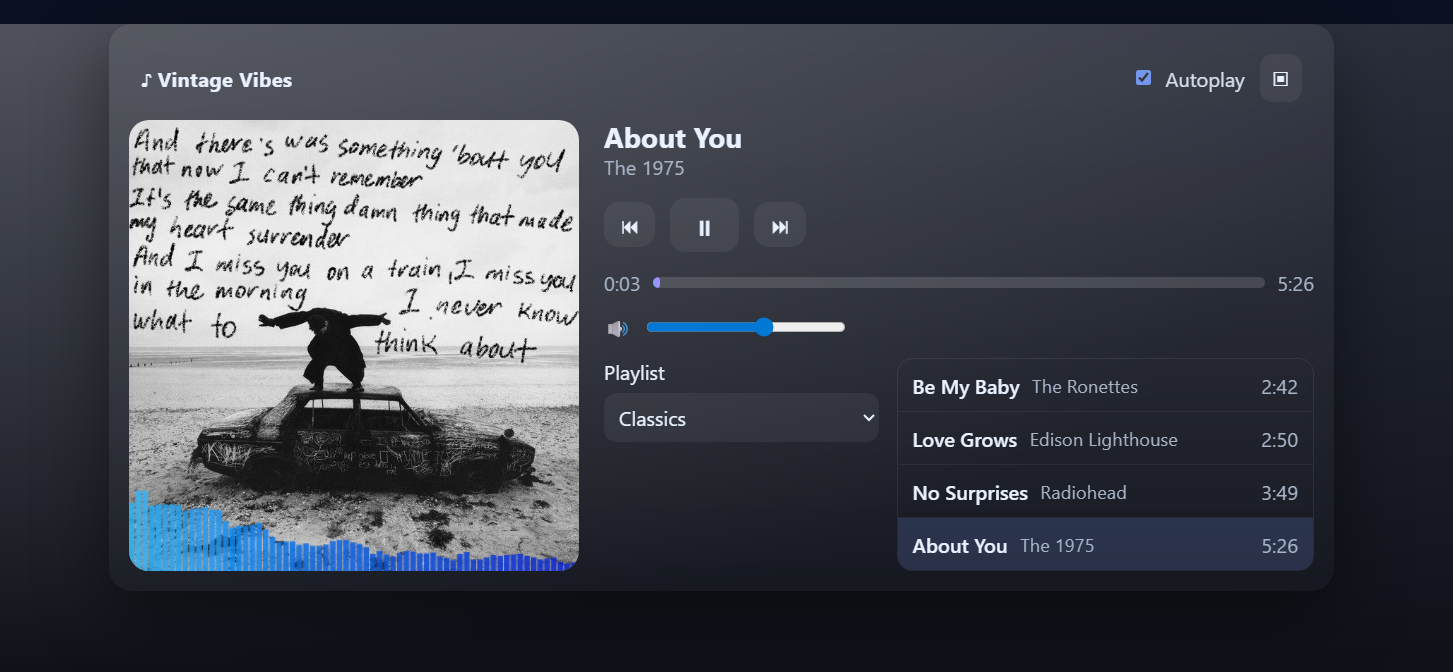 ♪ Vintage Vibes
Autoplay
And there's was something 'bout you
that now I can't remember
It's the same thing damn thing that made
my heart surrender
And I miss you on a train, I miss you
in the morning I never know
what to think about
About You
The 1975
0:03 5:26
Playlist
Classics
Be My Baby The Ronettes 2:42
Love Grows Edison Lighthouse 2:50
No Surprises Radiohead 3:49
About You The 1975 5:26